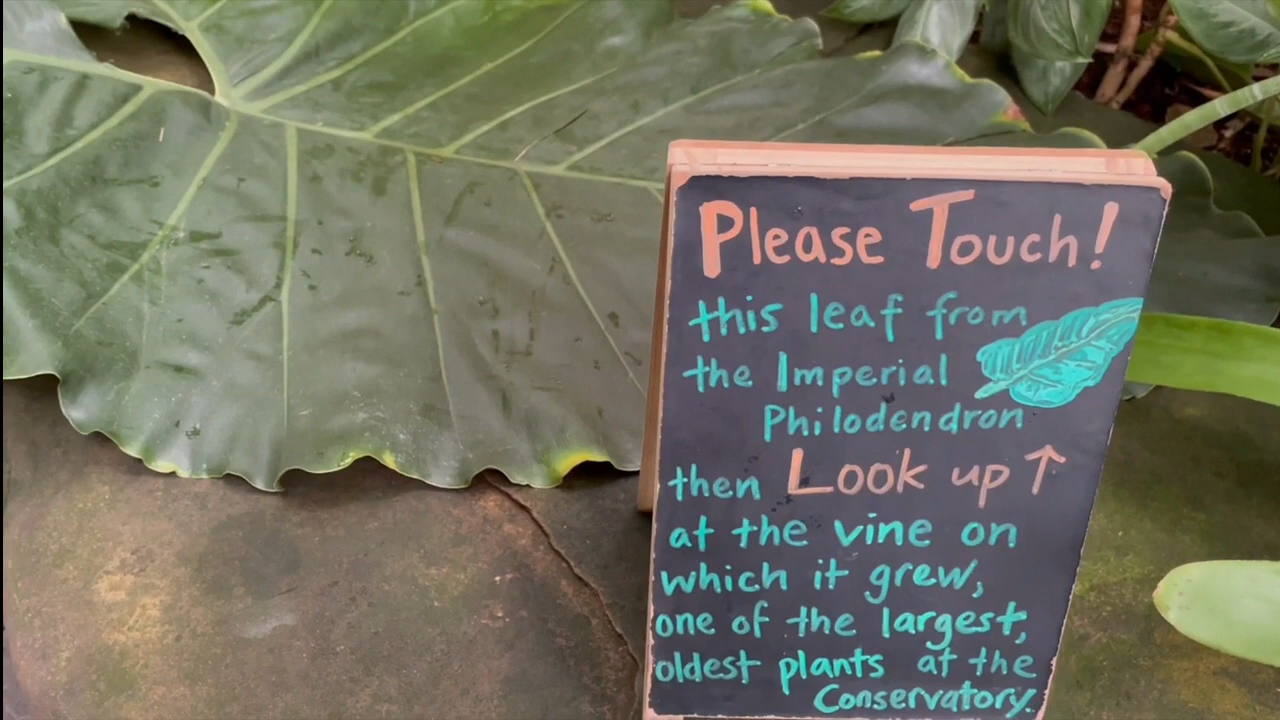 Please Touch!
this leaf from
the Imperial
Philodendron
then Look up ↑
at the vine on
which it grew,
one of the largest,
oldest plants at the
Conservatory.